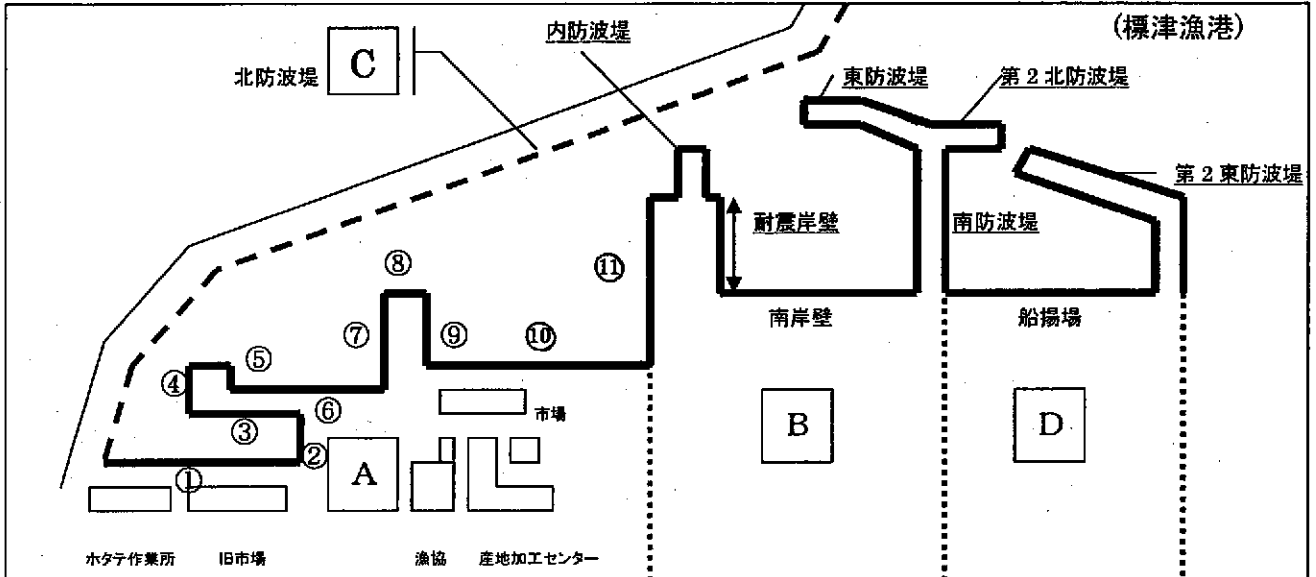 (標津漁港)
内防波堤
北防波堤
C
東防波堤
第2北防波堤
第2東防波堤
耐震岸壁
南防波堤
⑧
⑪
南岸壁
船揚場
⑦
⑨
⑩
⑤
④
⑥
市場
③
②
①
A
B
D
ホタテ作業所
旧市場
漁協
産地加工センター